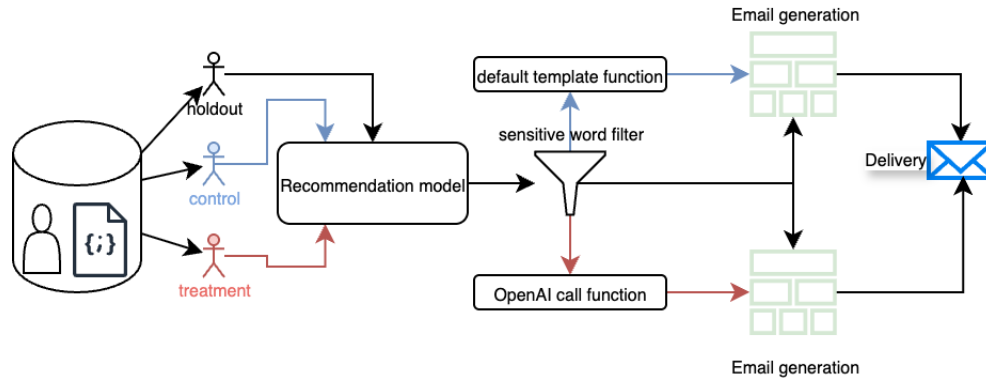 Email generation
holdout
default template function
sensitive word filter
control
Recommendation model
Delivery
{;}
treatment
OpenAI call function
Email generation